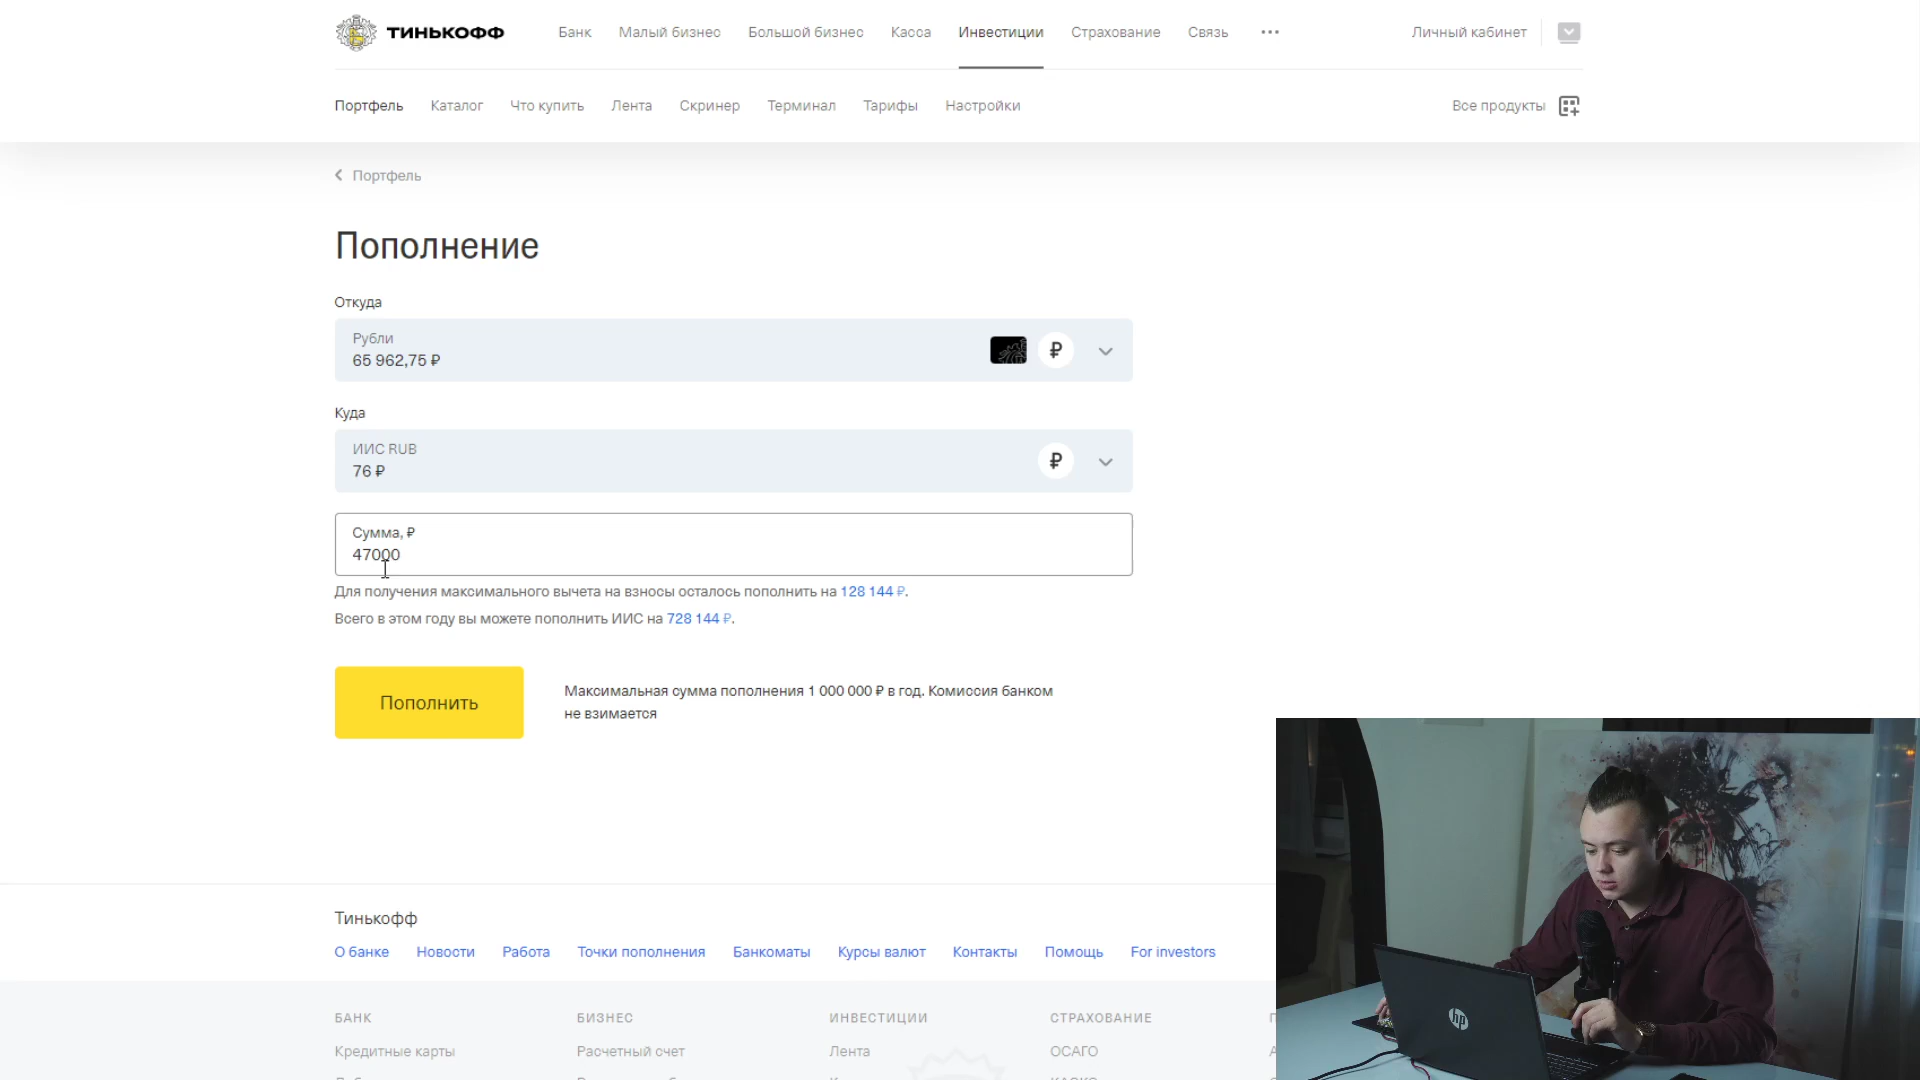 ТИНЬКОФФ
Банк Малый бизнес Большой бизнес Касса Инвестиции Страхование Связь ••• Личный кабинет
Портфель Каталог Что купить Лента Скринер Терминал Тарифы Настройки Все продукты
Портфель
Пополнение
Откуда
Рубли
65 962,75 ₽
₽
Куда
ИИС RUB
76 ₽
₽
Сумма, ₽
47000
Для получения максимального вычета на взносы осталось пополнить на 128 144 ₽.
Всего в этом году вы можете пополнить ИИС на 728 144 ₽.
Пополнить
Максимальная сумма пополнения 1 000 000 ₽ в год. Комиссия банком
не взимается
Тинькофф
О банке Новости Работа Точки пополнения Банкоматы Курсы валют Контакты Помощь For investors
БАНК БИЗНЕС ИНВЕСТИЦИИ СТРАХОВАНИЕ
Кредитные карты Расчетный счет Лента ОСАГО
hp